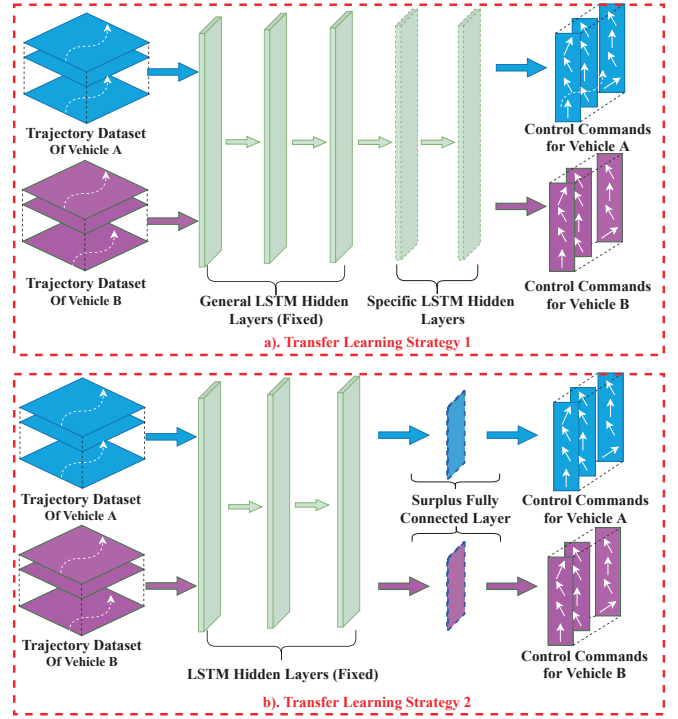 Trajectory Dataset
Of Vehicle A
Control Commands
for Vehicle A
Trajectory Dataset
Of Vehicle B
General LSTM Hidden
Layers (Fixed)
Specific LSTM Hidden
Layers
Control Commands
for Vehicle B
a). Transfer Learning Strategy 1
Trajectory Dataset
Of Vehicle A
Surplus Fully
Connected Layer
Control Commands
for Vehicle A
Trajectory Dataset
Of Vehicle B
LSTM Hidden Layers (Fixed)
Control Commands
for Vehicle B
b). Transfer Learning Strategy 2